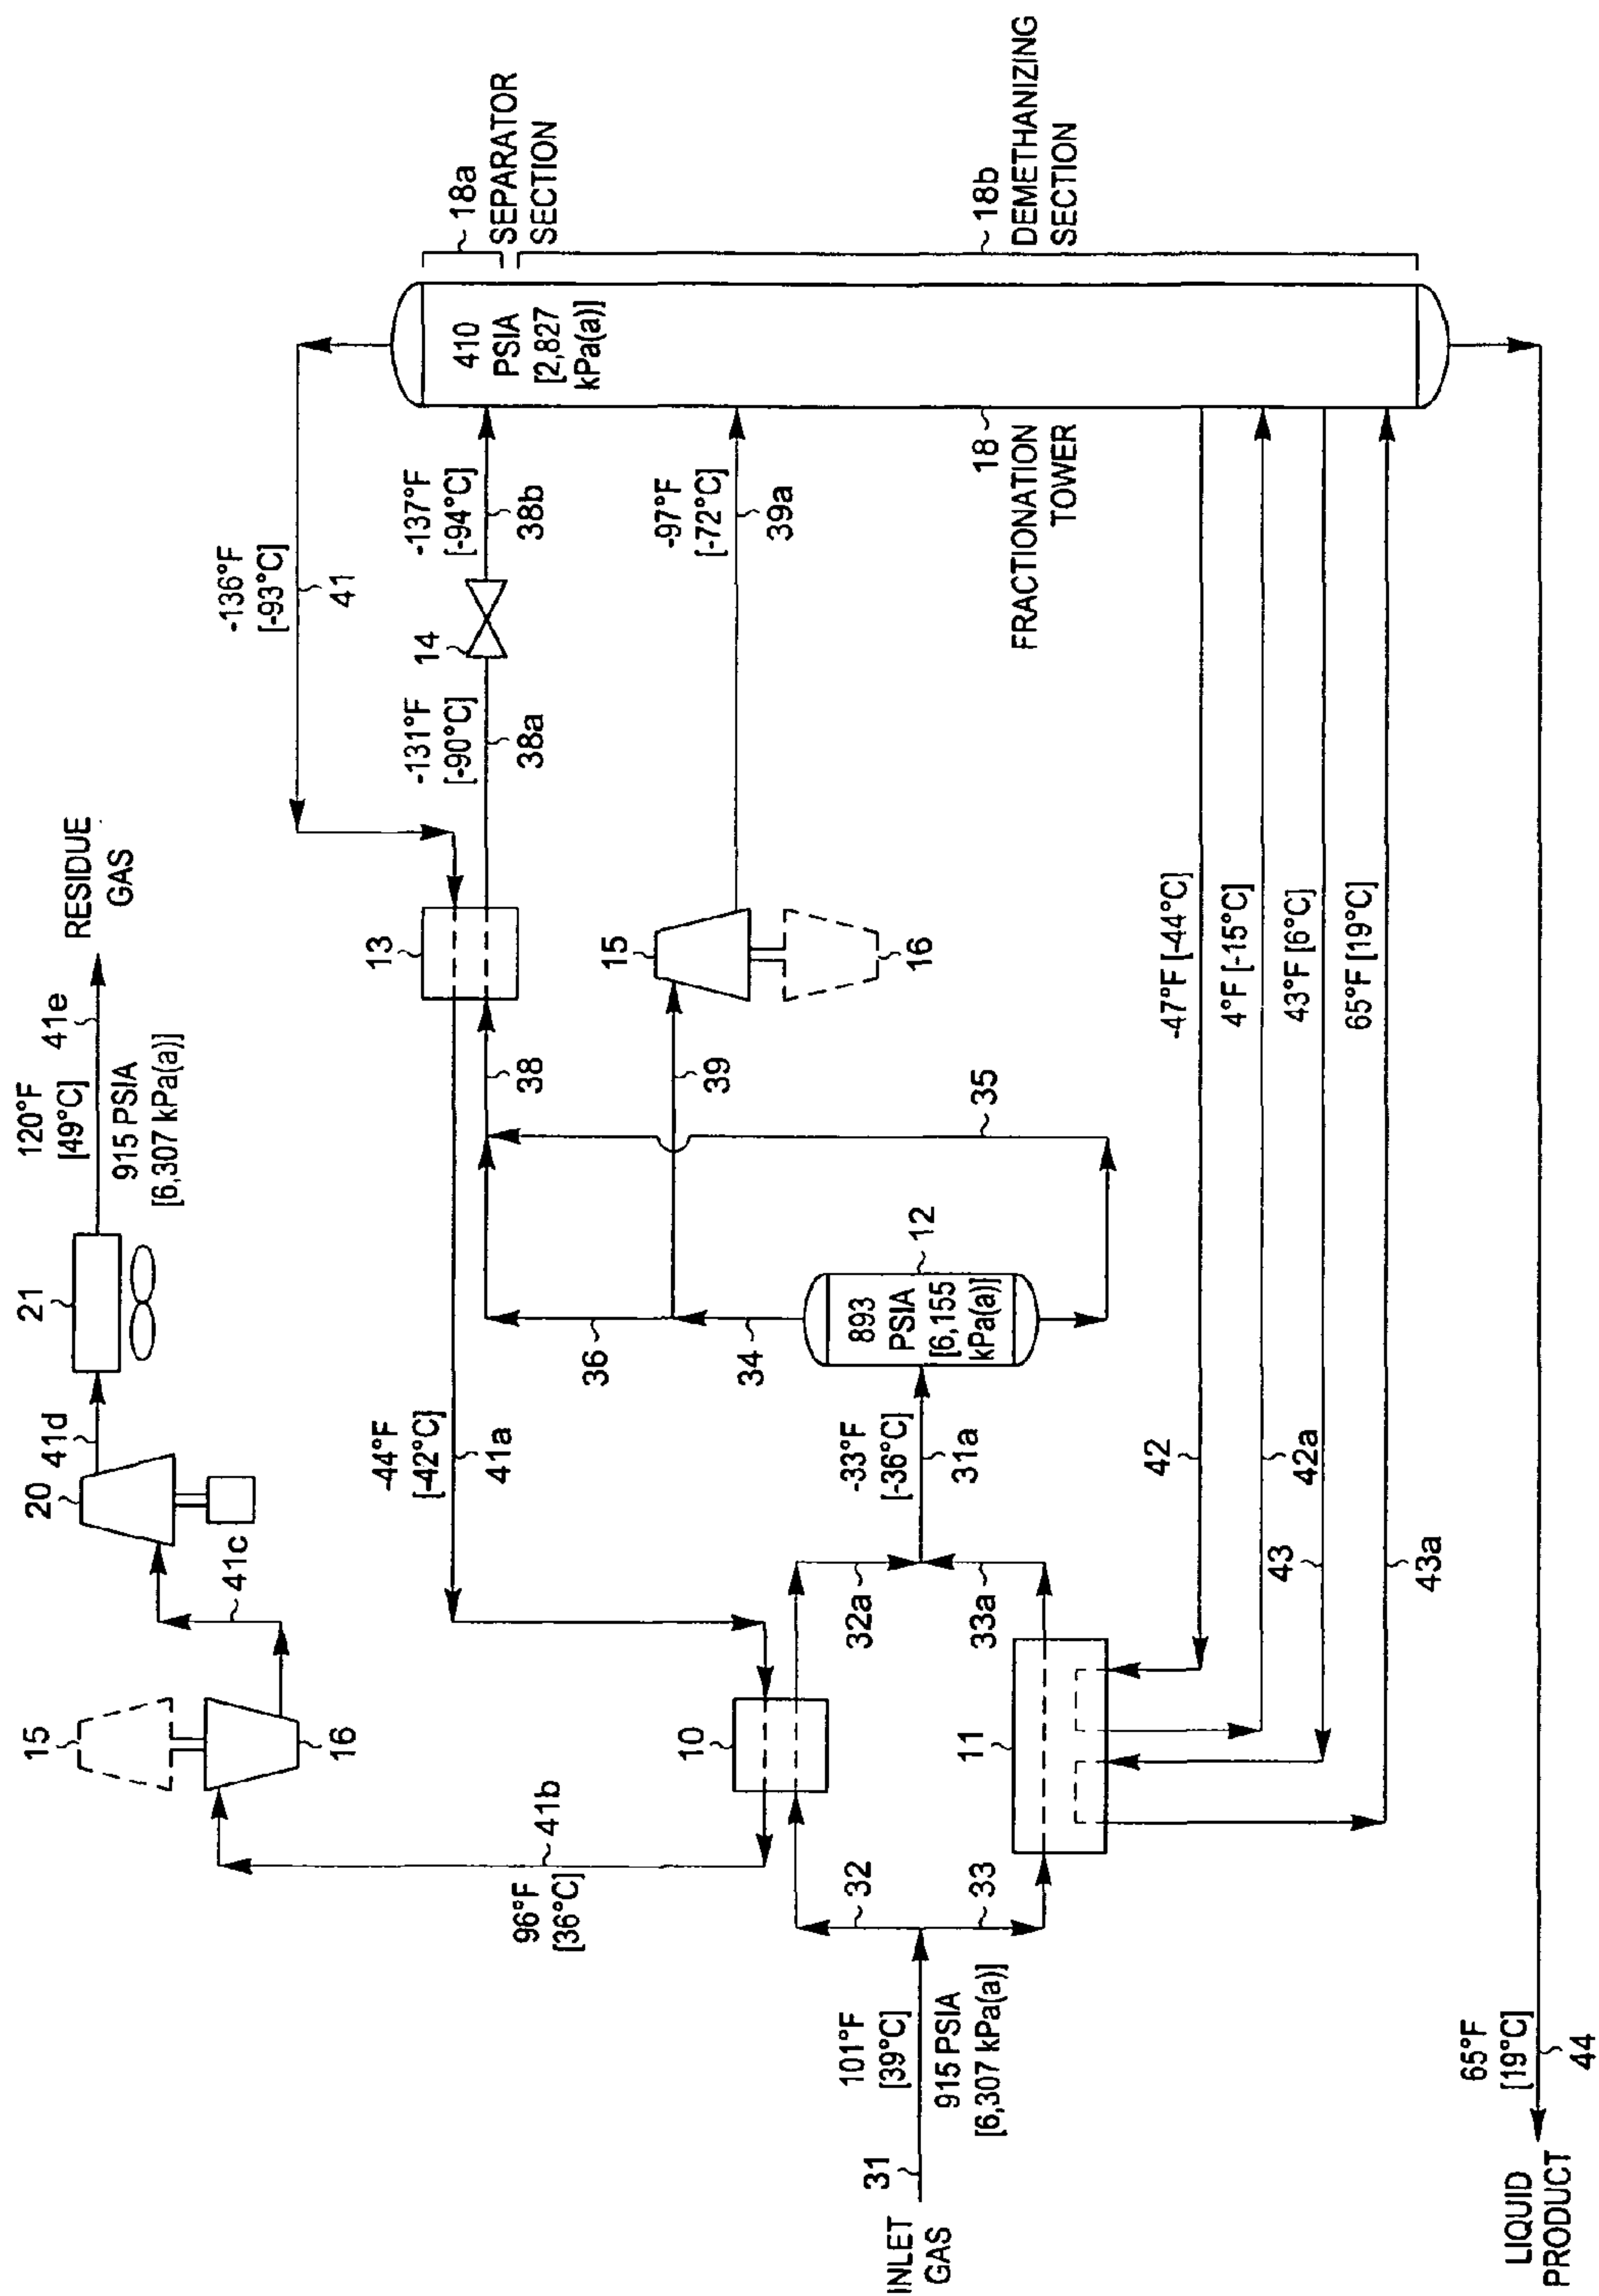 120°F
[49°C]
41e
915 PSIA
[6,307 kPa(a)]
RESIDUE
GAS
21
41d
20
41c
15
16
41b
96°F
[36°C]
-136°F
[-93°C]
41
13
-131°F
[-90°C]
38a
14
-137°F
[-94°C]
38b
18a
SEPARATOR
SECTION
410
PSIA
[2,827
kPa(a)]
18b
DEMETHANIZING
SECTION
18
FRACTIONATION
TOWER
-44°F
[-42°C]
41a
38
36
39
15
16
-97°F
[-72°C]
39a
34
35
12
893
PSIA
[6,155
kPa(a)]
-33°F
[-36°C]
31a
10
32a
33a
11
32
33
INLET
GAS
31
101°F
[39°C]
915 PSIA
[6,307 kPa(a)]
42
-47°F [-44°C]
42a
4°F [-15°C]
43
43°F [6°C]
43a
65°F [19°C]
65°F
[19°C]
44
LIQUID
PRODUCT